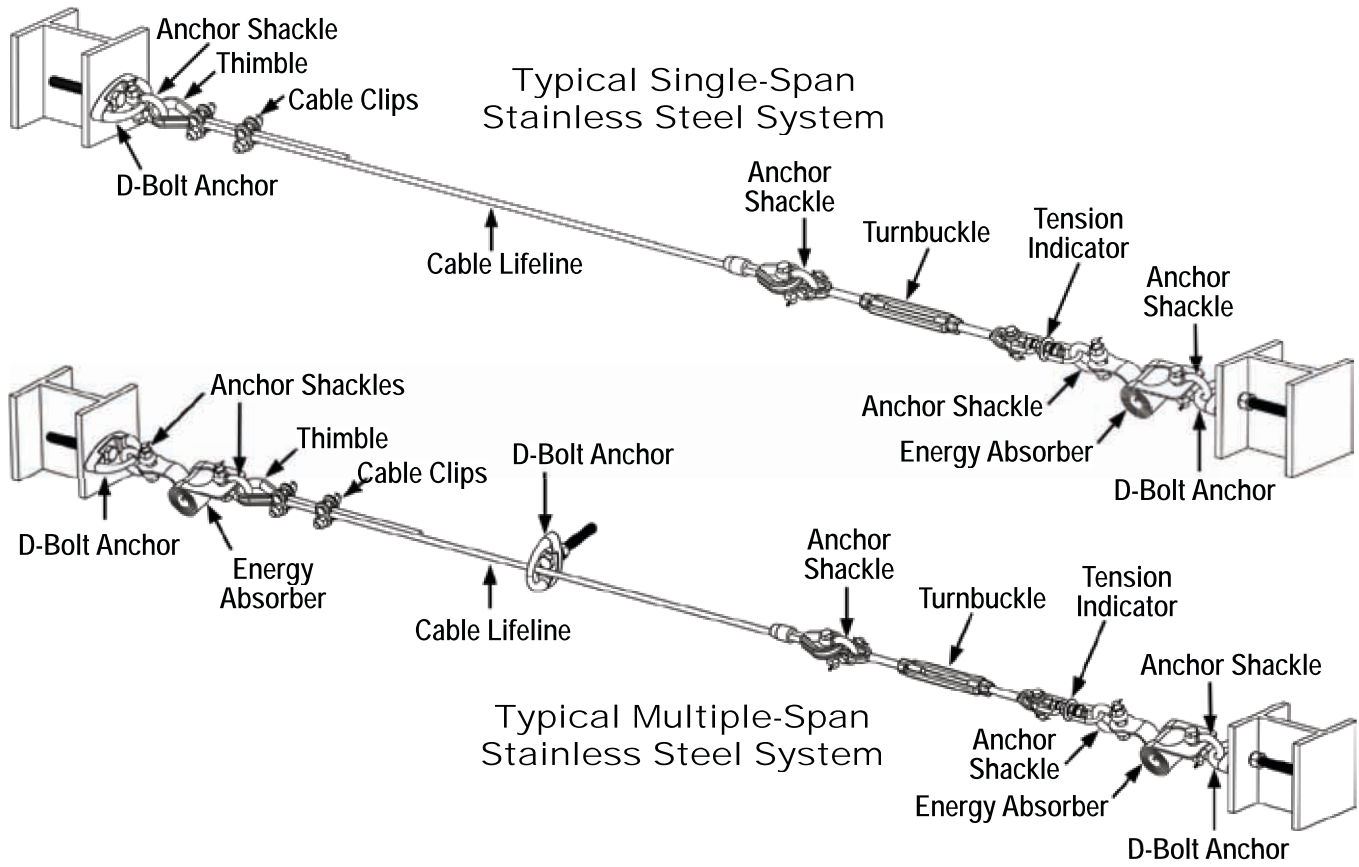 Anchor Shackle
Thimble
Cable Clips
Typical Single-Span
Stainless Steel System
D-Bolt Anchor
Cable Lifeline
Anchor
Shackle
Turnbuckle
Tension
Indicator
Anchor
Shackle
Anchor Shackle
Energy Absorber
D-Bolt Anchor
Anchor Shackles
Thimble
Cable Clips
D-Bolt Anchor
D-Bolt Anchor
Energy
Absorber
Cable Lifeline
Anchor
Shackle
Turnbuckle
Tension
Indicator
Anchor Shackle
Typical Multiple-Span
Stainless Steel System
Anchor
Shackle
Energy Absorber
D-Bolt Anchor